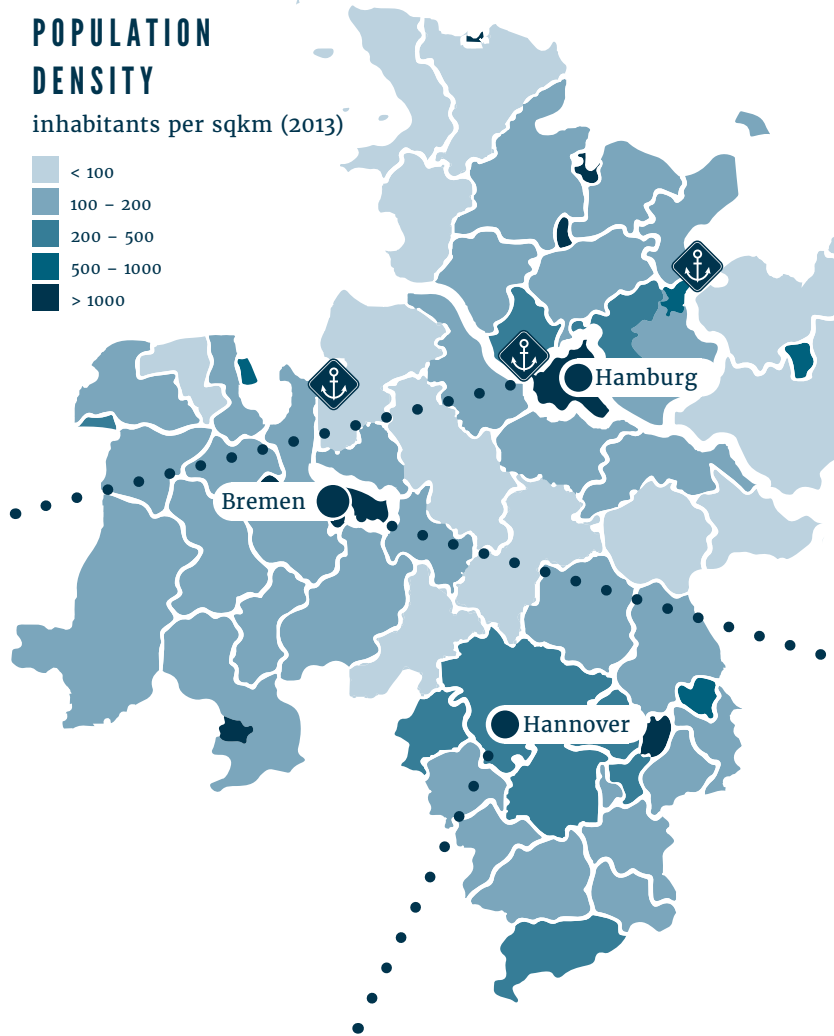 POPULATION
DENSITY
inhabitants per sqkm (2013)
< 100
100 – 200
200 – 500
500 – 1000
> 1000
Hamburg
Bremen
Hannover